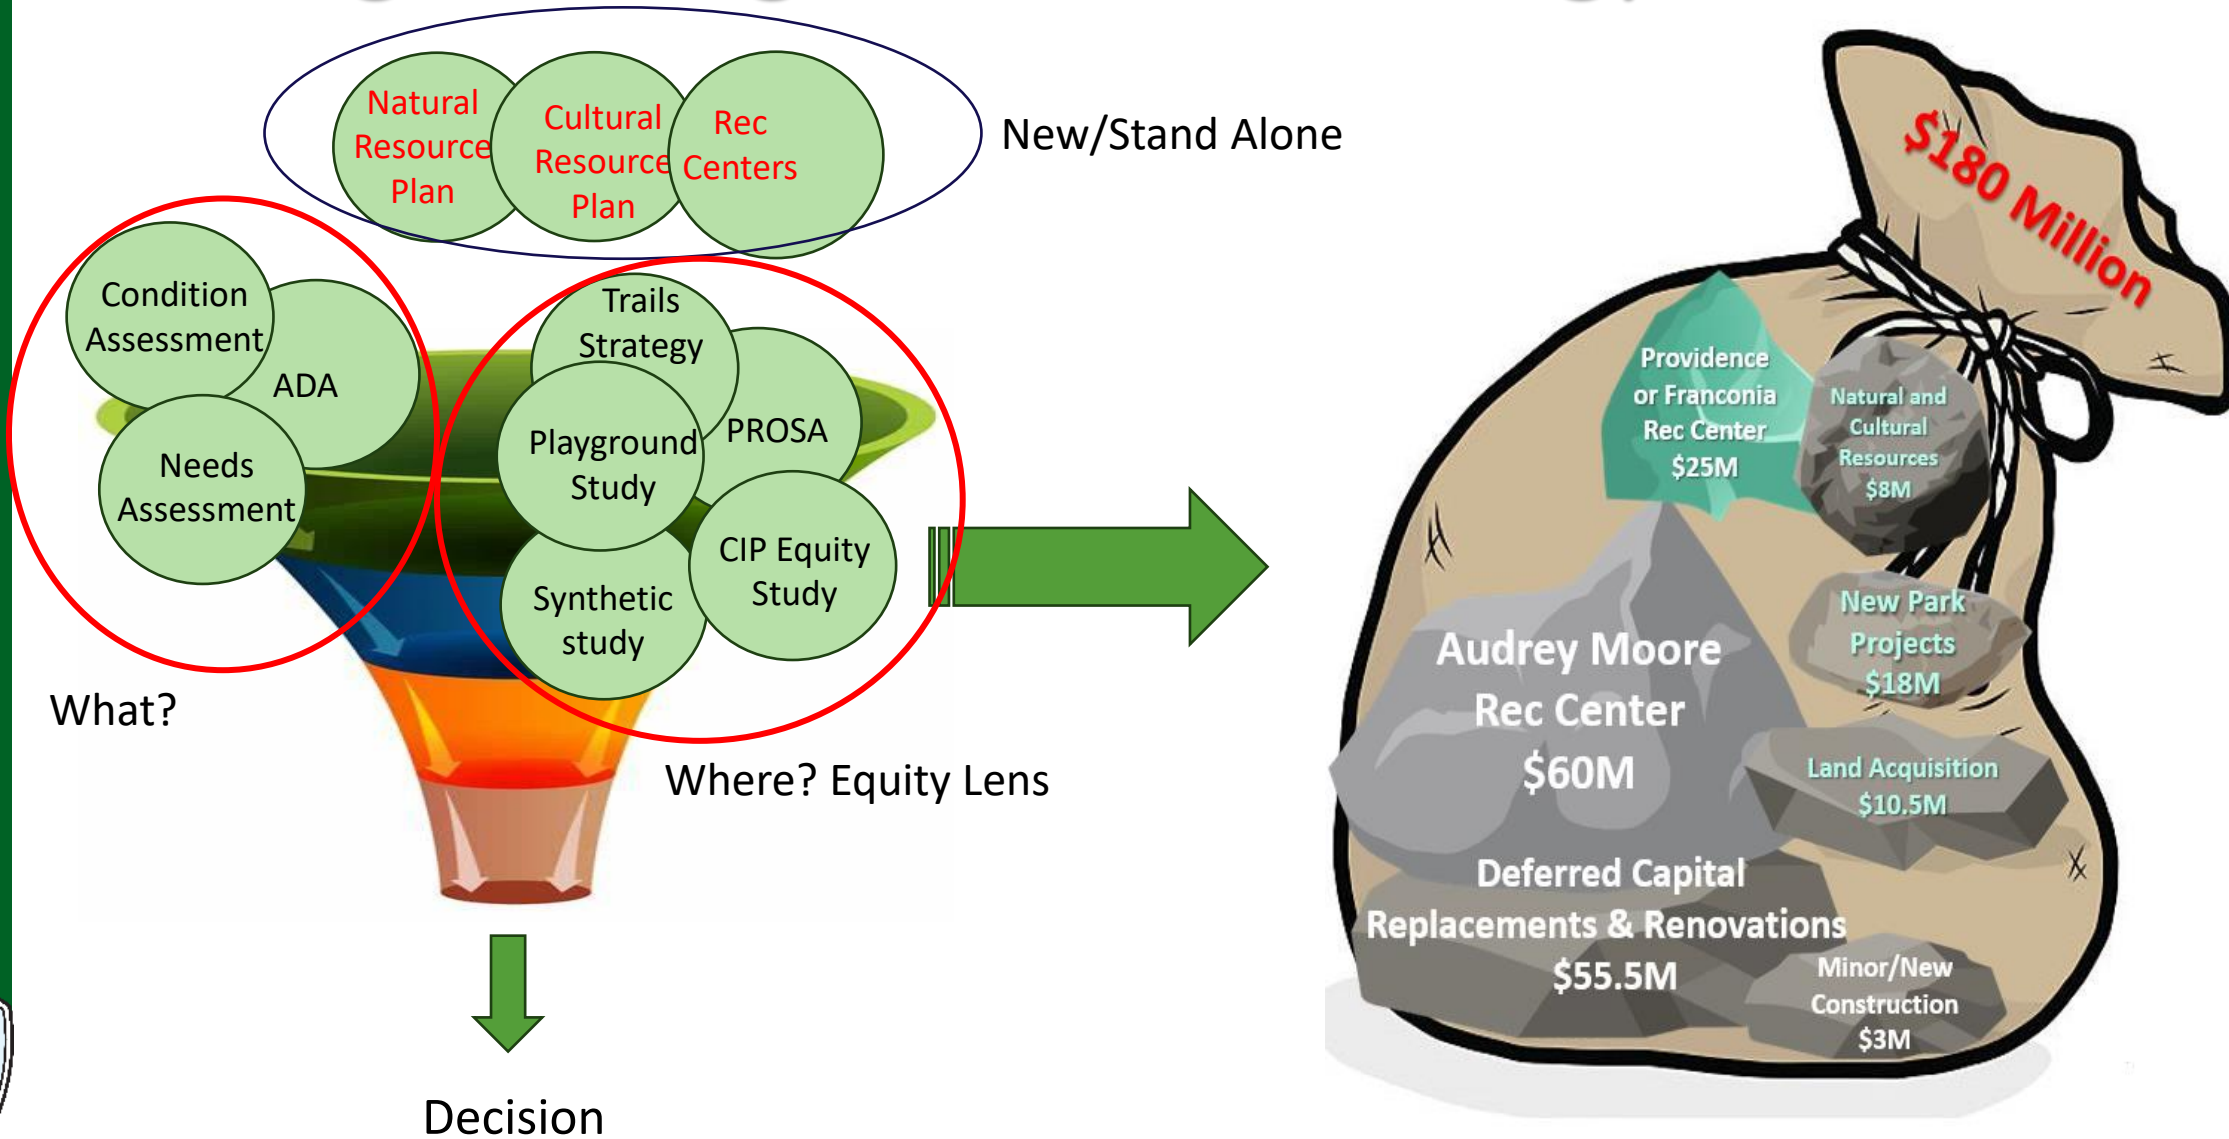 Natural
Resource
Plan
Cultural
Resource
Plan
Rec
Centers
New/Stand Alone
Condition
Assessment
ADA
Needs
Assessment
What?
Trails
Strategy
PROSA
Playground
Study
CIP Equity
Study
Synthetic
study
Where? Equity Lens
Decision
$180 Million
Providence
or Franconia
Rec Center
$25M
Natural and
Cultural
Resources
$8M
New Park
Projects
$18M
Audrey Moore
Rec Center
$60M
Land Acquisition
$10.5M
Deferred Capital
Replacements & Renovations
$55.5M
Minor/New
Construction
$3M